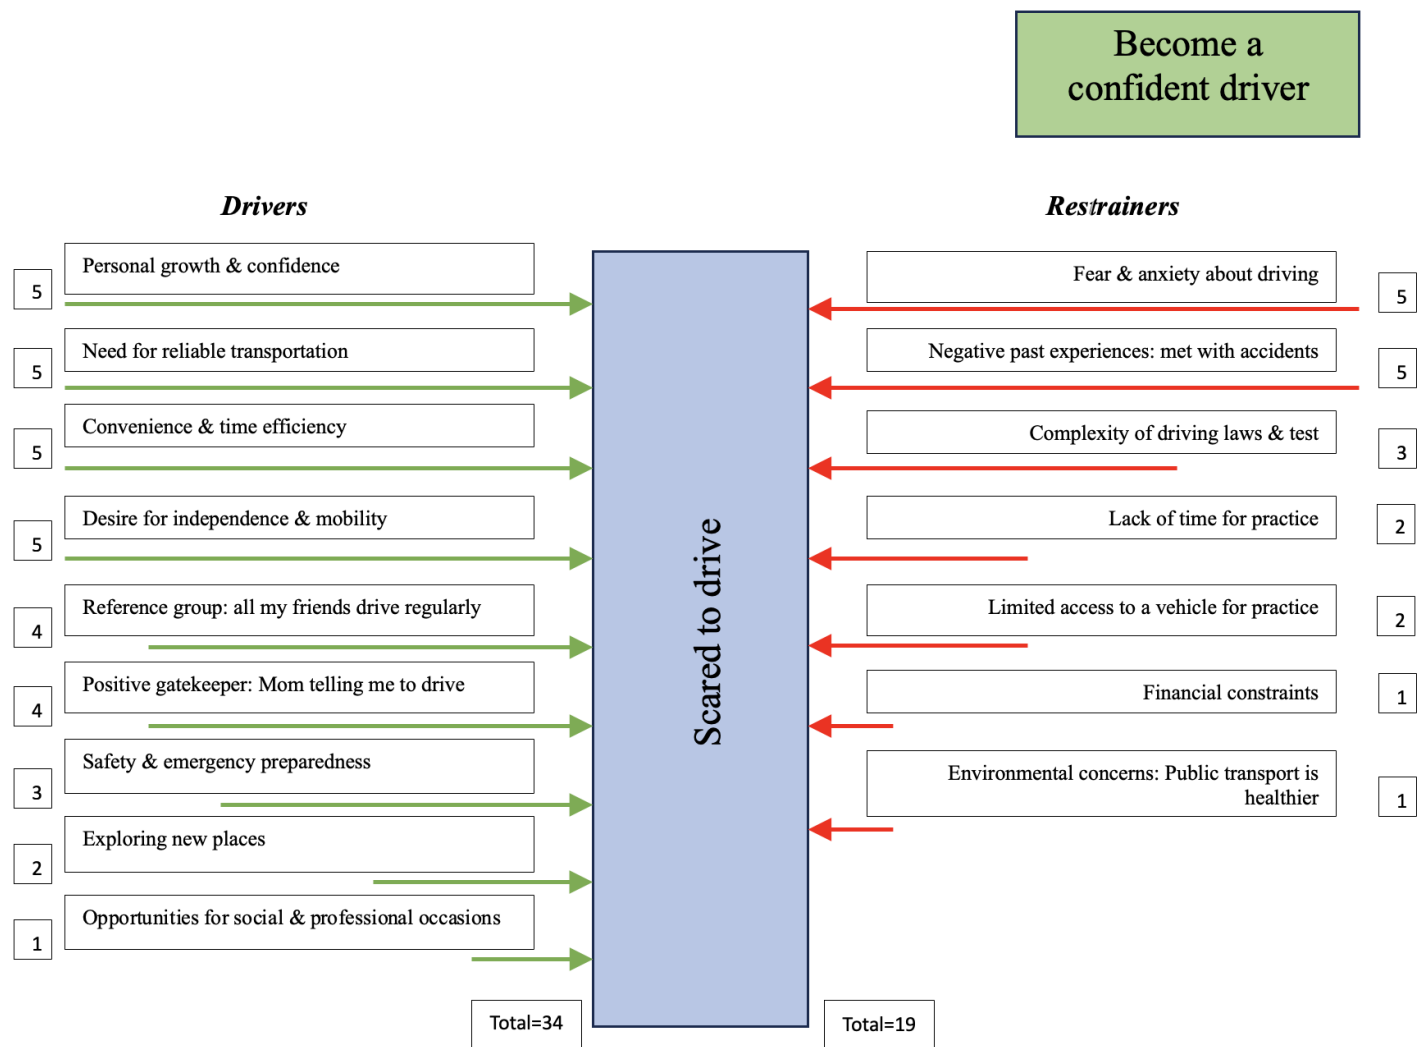 Become a
confident driver
Drivers
Restrainers
Personal growth & confidence
5
Need for reliable transportation
5
Convenience & time efficiency
5
Desire for independence & mobility
5
Reference group: all my friends drive regularly
4
Positive gatekeeper: Mom telling me to drive
4
Safety & emergency preparedness
3
Exploring new places
2
Opportunities for social & professional occasions
1
Total=34
Scared to drive
Fear & anxiety about driving
5
Negative past experiences: met with accidents
5
Complexity of driving laws & test
3
Lack of time for practice
2
Limited access to a vehicle for practice
2
Financial constraints
1
Environmental concerns: Public transport is
healthier
1
Total=19